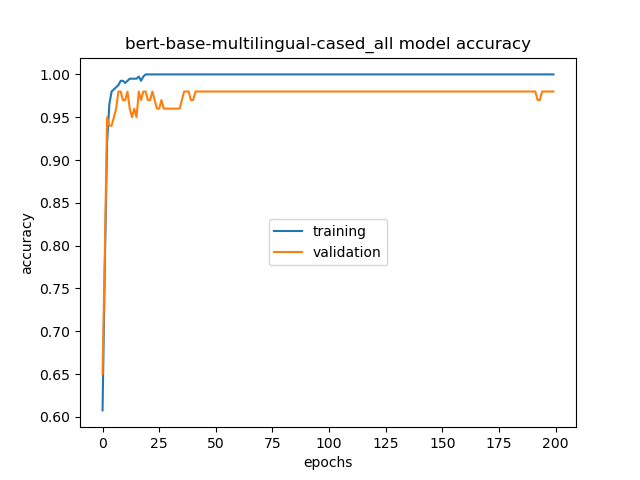 bert-base-multilingual-cased_all model accuracy
1.00
0.95
0.90
0.85
0.80
0.75
0.70
0.65
0.60
accuracy
training
validation
0 25 50 75 100 125 150 175 200
epochs